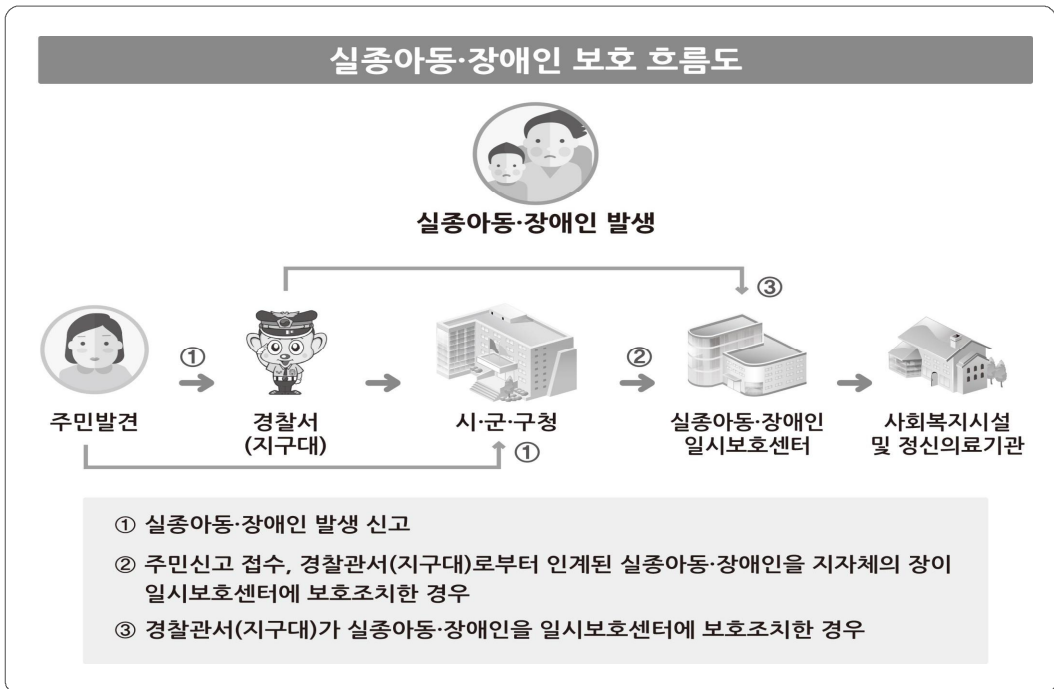 실종아동·장애인 보호 흐름도
실종아동·장애인 발생
③
①
②
주민발견
경찰서
(지구대)
시·군·구청
실종아동·장애인
일시보호센터
사회복지시설
및 정신의료기관
①
① 실종아동·장애인 발생 신고
② 주민신고 접수, 경찰관서(지구대)로부터 인계된 실종아동·장애인을 지자체의 장이
일시보호센터에 보호조치한 경우
③ 경찰관서(지구대)가 실종아동·장애인을 일시보호센터에 보호조치한 경우